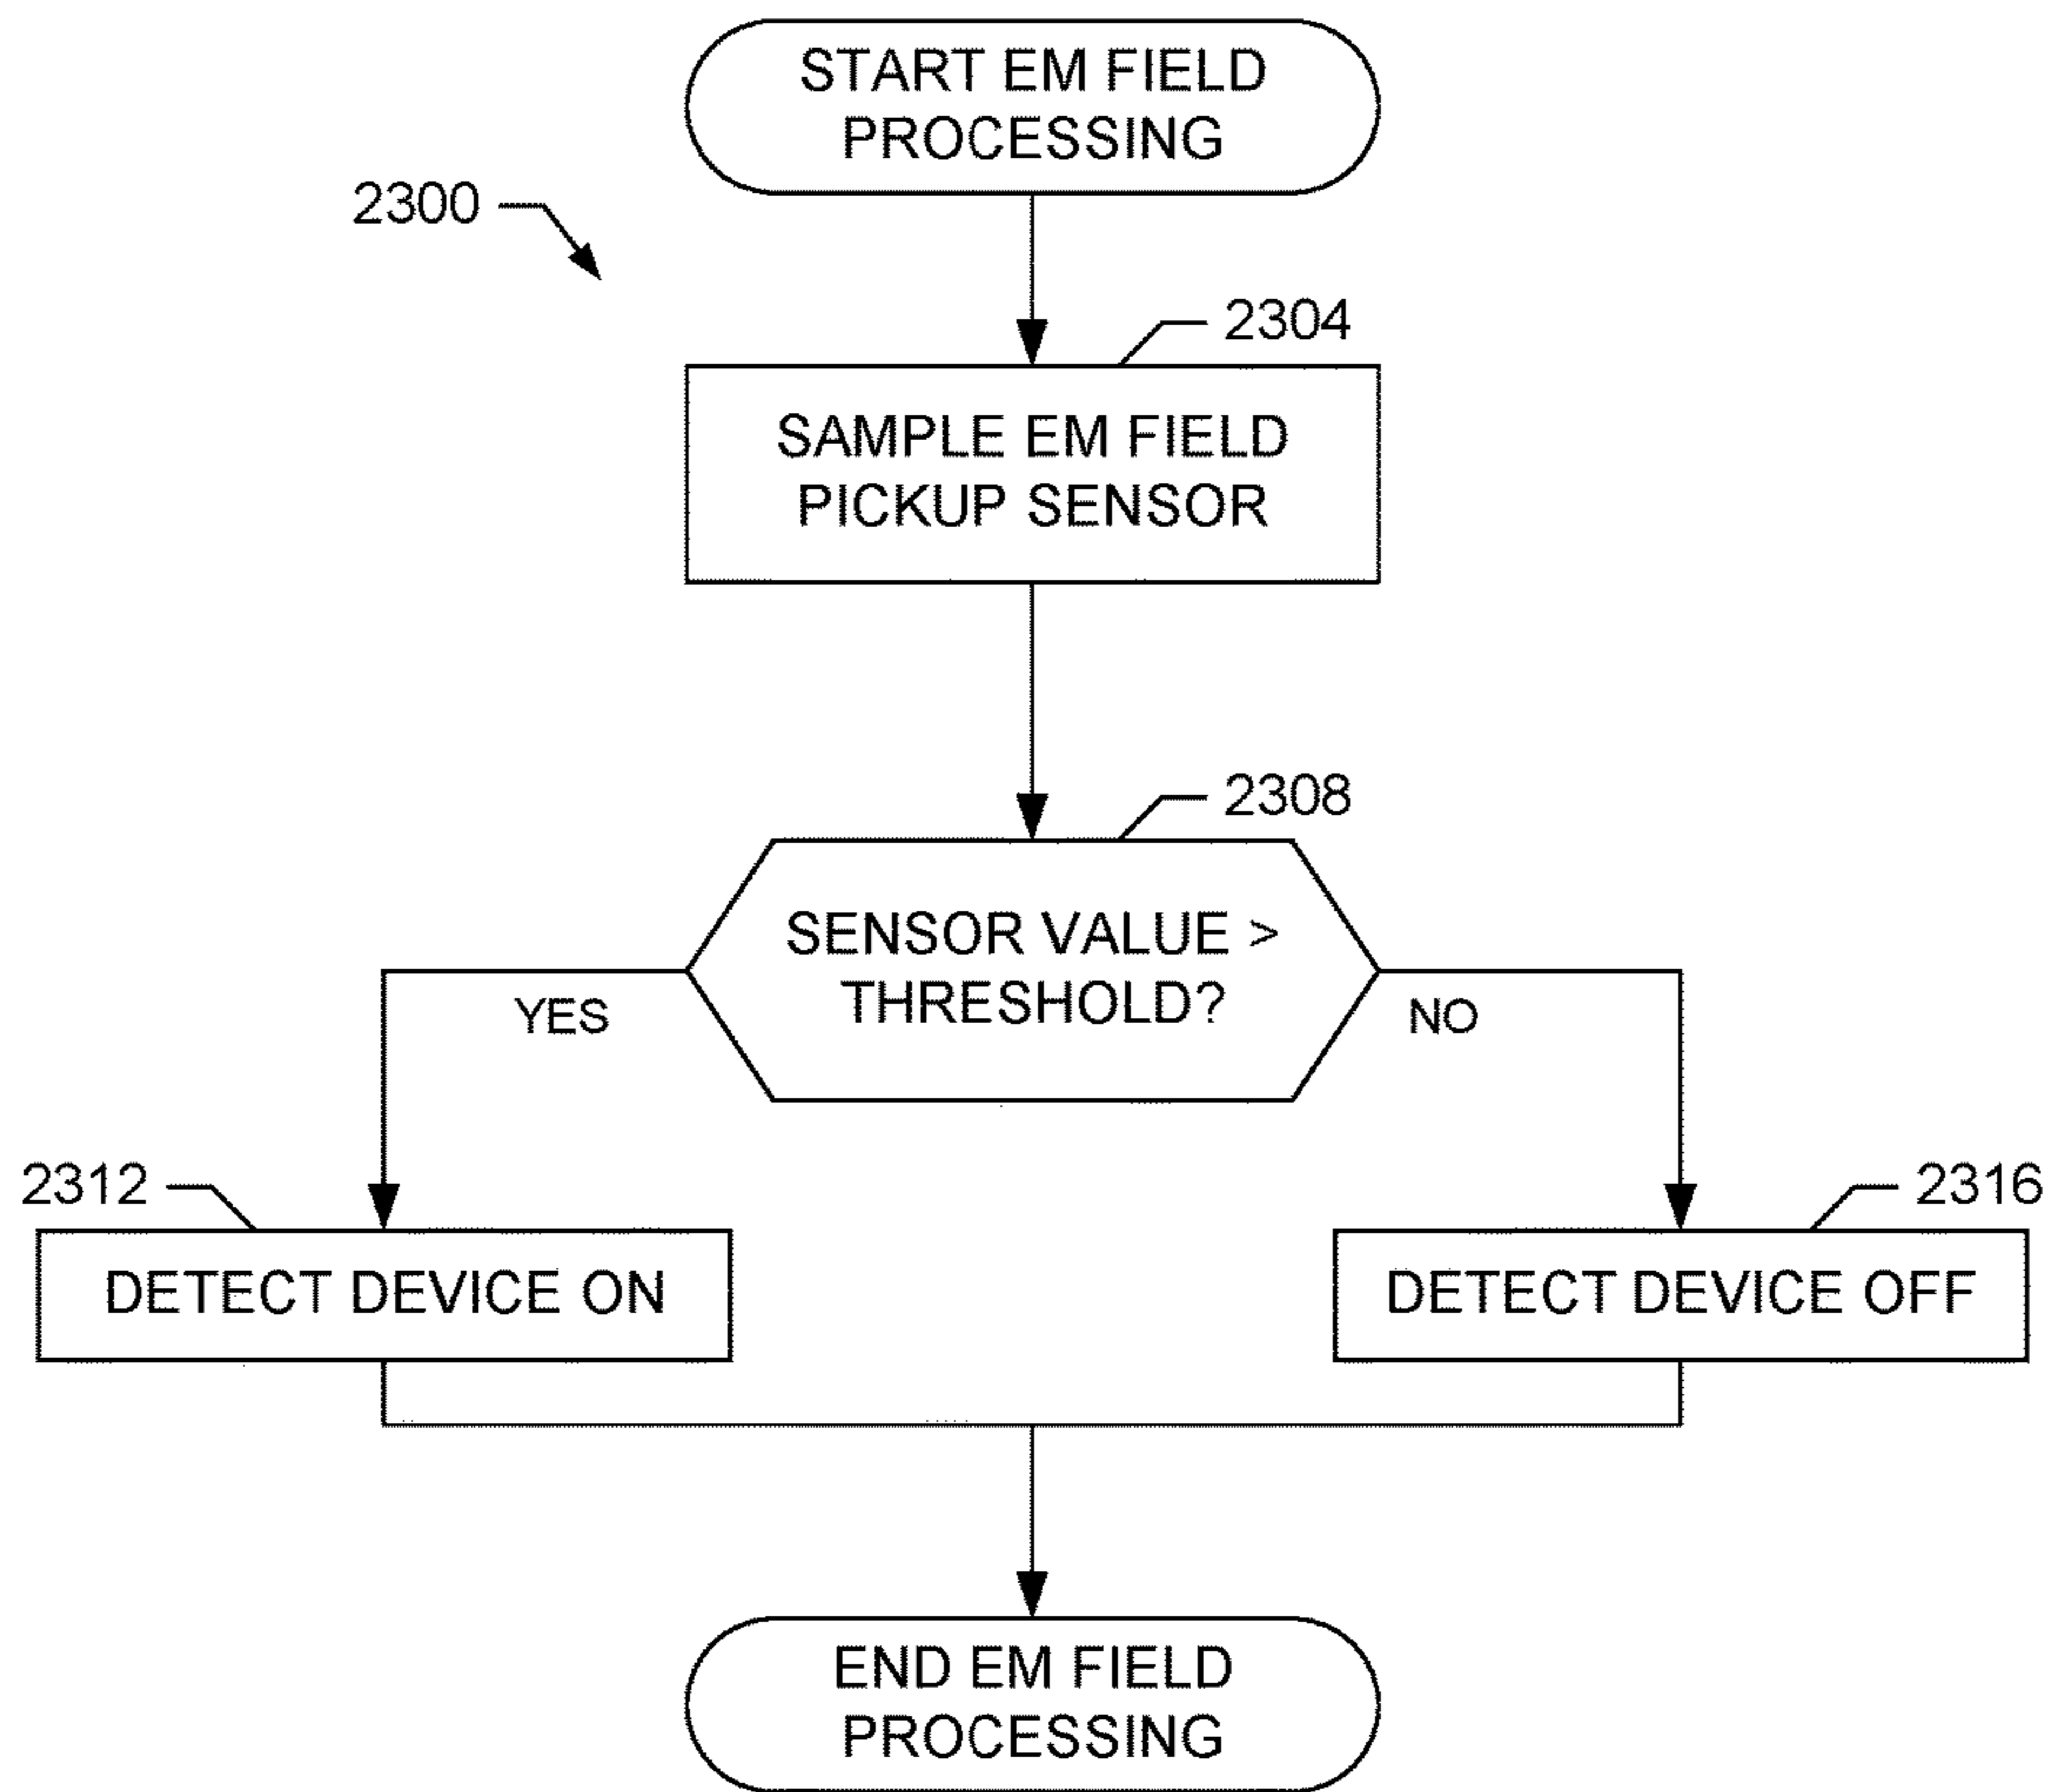 START EM FIELD
PROCESSING
2300
2304
SAMPLE EM FIELD
PICKUP SENSOR
2308
SENSOR VALUE >
THRESHOLD?
YES
NO
2312
2316
DETECT DEVICE ON
DETECT DEVICE OFF
END EM FIELD
PROCESSING